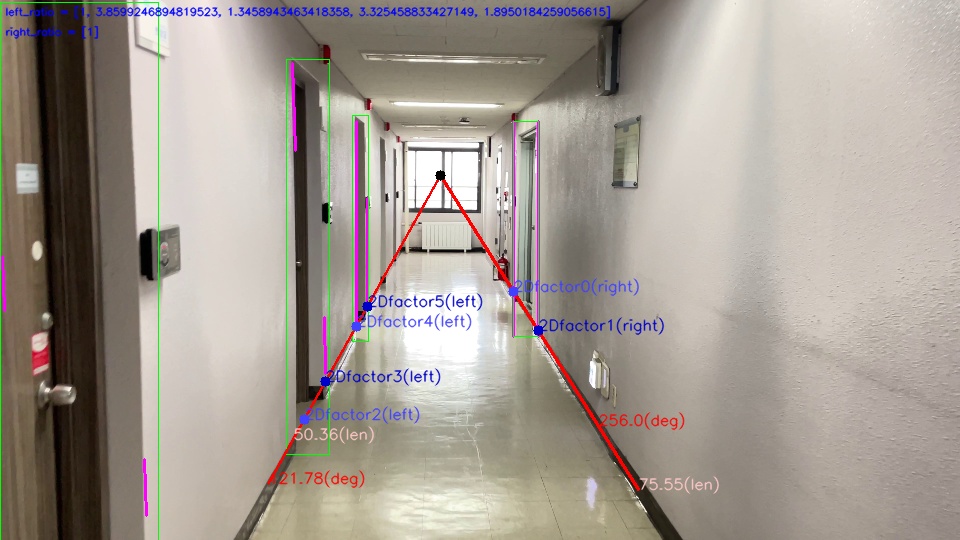 left_ratio = [1, 3.8599246894819523, 1.3458943463418358, 3.325458833427149, 1.8950184259056615]
right_ratio = [1]
2Dfactor0(right)
2Dfactor5(left)
2Dfactor4(left)
2Dfactor1(right)
2Dfactor3(left)
2Dfactor2(left)
256.0(deg)
50.36(len)
21.78(deg)
75.55(len)